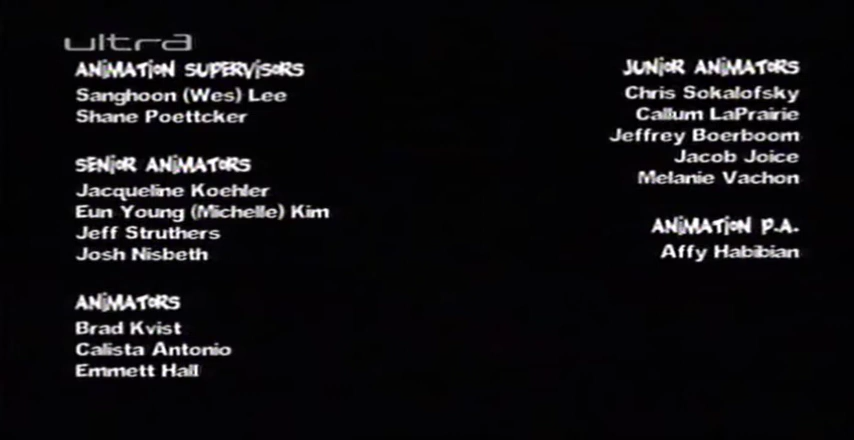 ultra
ANIMATION SUPERVISORS
Sanghoon (Wes) Lee
Shane Poettcker
SENIOR ANIMATORS
Jacqueline Koehler
Eun Young (Michelle) Kim
Jeff Struthers
Josh Nisbeth
ANIMATORS
Brad Kvist
Calista Antonio
Emmett Hall
JUNIOR ANIMATORS
Chris Sokalofsky
Callum LaPrairie
Jeffrey Boerboom
Jacob Joice
Melanie Vachon
ANIMATION P.A.
Affy Habibian